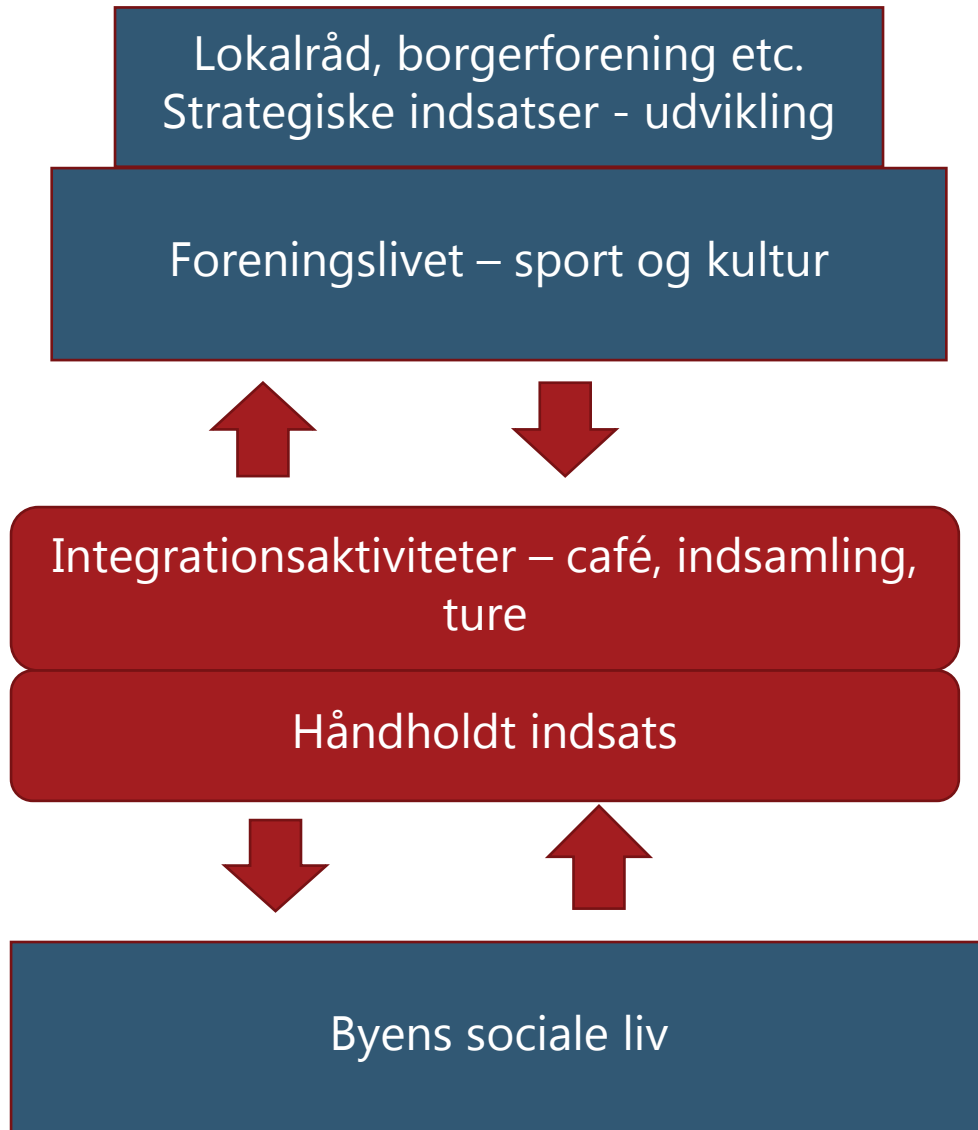 Lokalråd, borgerforening etc.
Strategiske indsatser - udvikling
Foreningslivet – sport og kultur
Integrationsaktiviteter – café, indsamling,
ture
Håndholdt indsats
Byens sociale liv